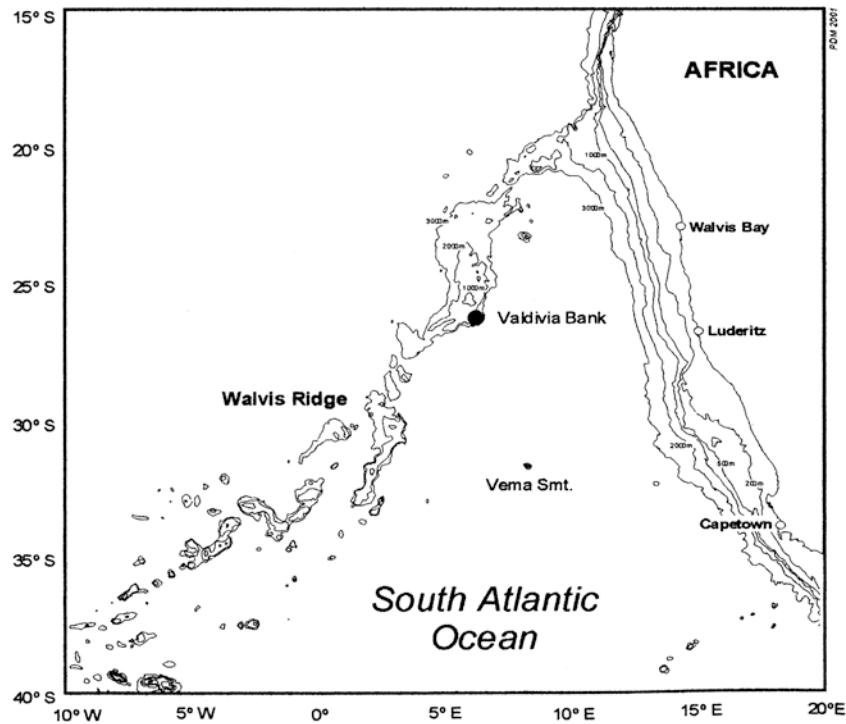 15° S
PDM 2001
AFRICA
20° S
1000m
3000m
3000m
Walvis Bay
2000m
25° S
1000m
Valdivia Bank
Luderitz
Walvis Ridge
30° S
2000m
500m
Vema Smt.
200m
Capetown
35° S
South Atlantic
Ocean
40° S
10° W
5° W
0°
5° E
10° E
15° E
20° E